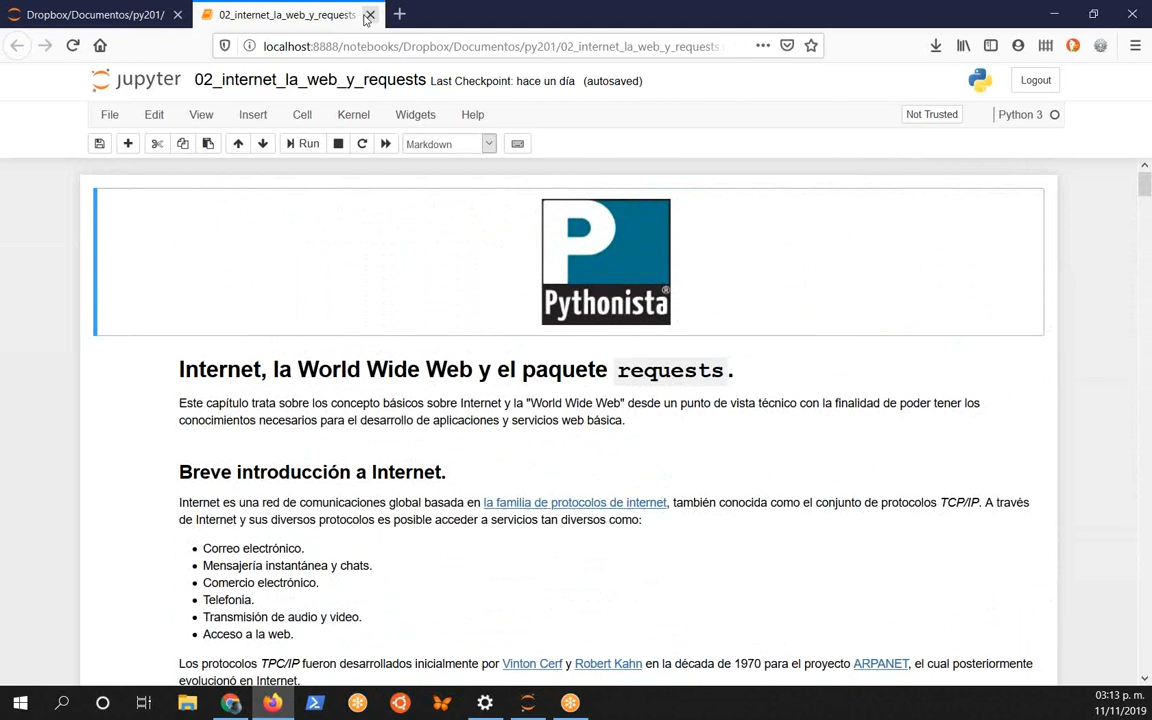 Dropbox/Documentos/py201/
02_internet_la_web_y_requests
localhost:8888/notebooks/Dropbox/Documentos/py201/02_internet_la_web_y_requests.
jupyter 02_internet_la_web_y_requests Last Checkpoint: hace un día (autosaved)
Logout
File Edit View Insert Cell Kernel Widgets Help
Not Trusted
Python 3
Run
Markdown
P
Pythonista®
Internet, la World Wide Web y el paquete requests.
Este capítulo trata sobre los concepto básicos sobre Internet y la "World Wide Web" desde un punto de vista técnico con la finalidad de poder tener los
conocimientos necesarios para el desarrollo de aplicaciones y servicios web básica.
Breve introducción a Internet.
Internet es una red de comunicaciones global basada en la familia de protocolos de internet, también conocida como el conjunto de protocolos TCP/IP. A través
de Internet y sus diversos protocolos es posible acceder a servicios tan diversos como:
Correo electrónico.
Mensajería instantánea y chats.
Comercio electrónico.
Telefonia.
Transmisión de audio y video.
Acceso a la web.
Los protocolos TPC/IP fueron desarrollados inicialmente por Vinton Cerf y Robert Kahn en la década de 1970 para el proyecto ARPANET, el cual posteriormente
evolucionó en Internet.
03:13 p. m.
11/11/2019